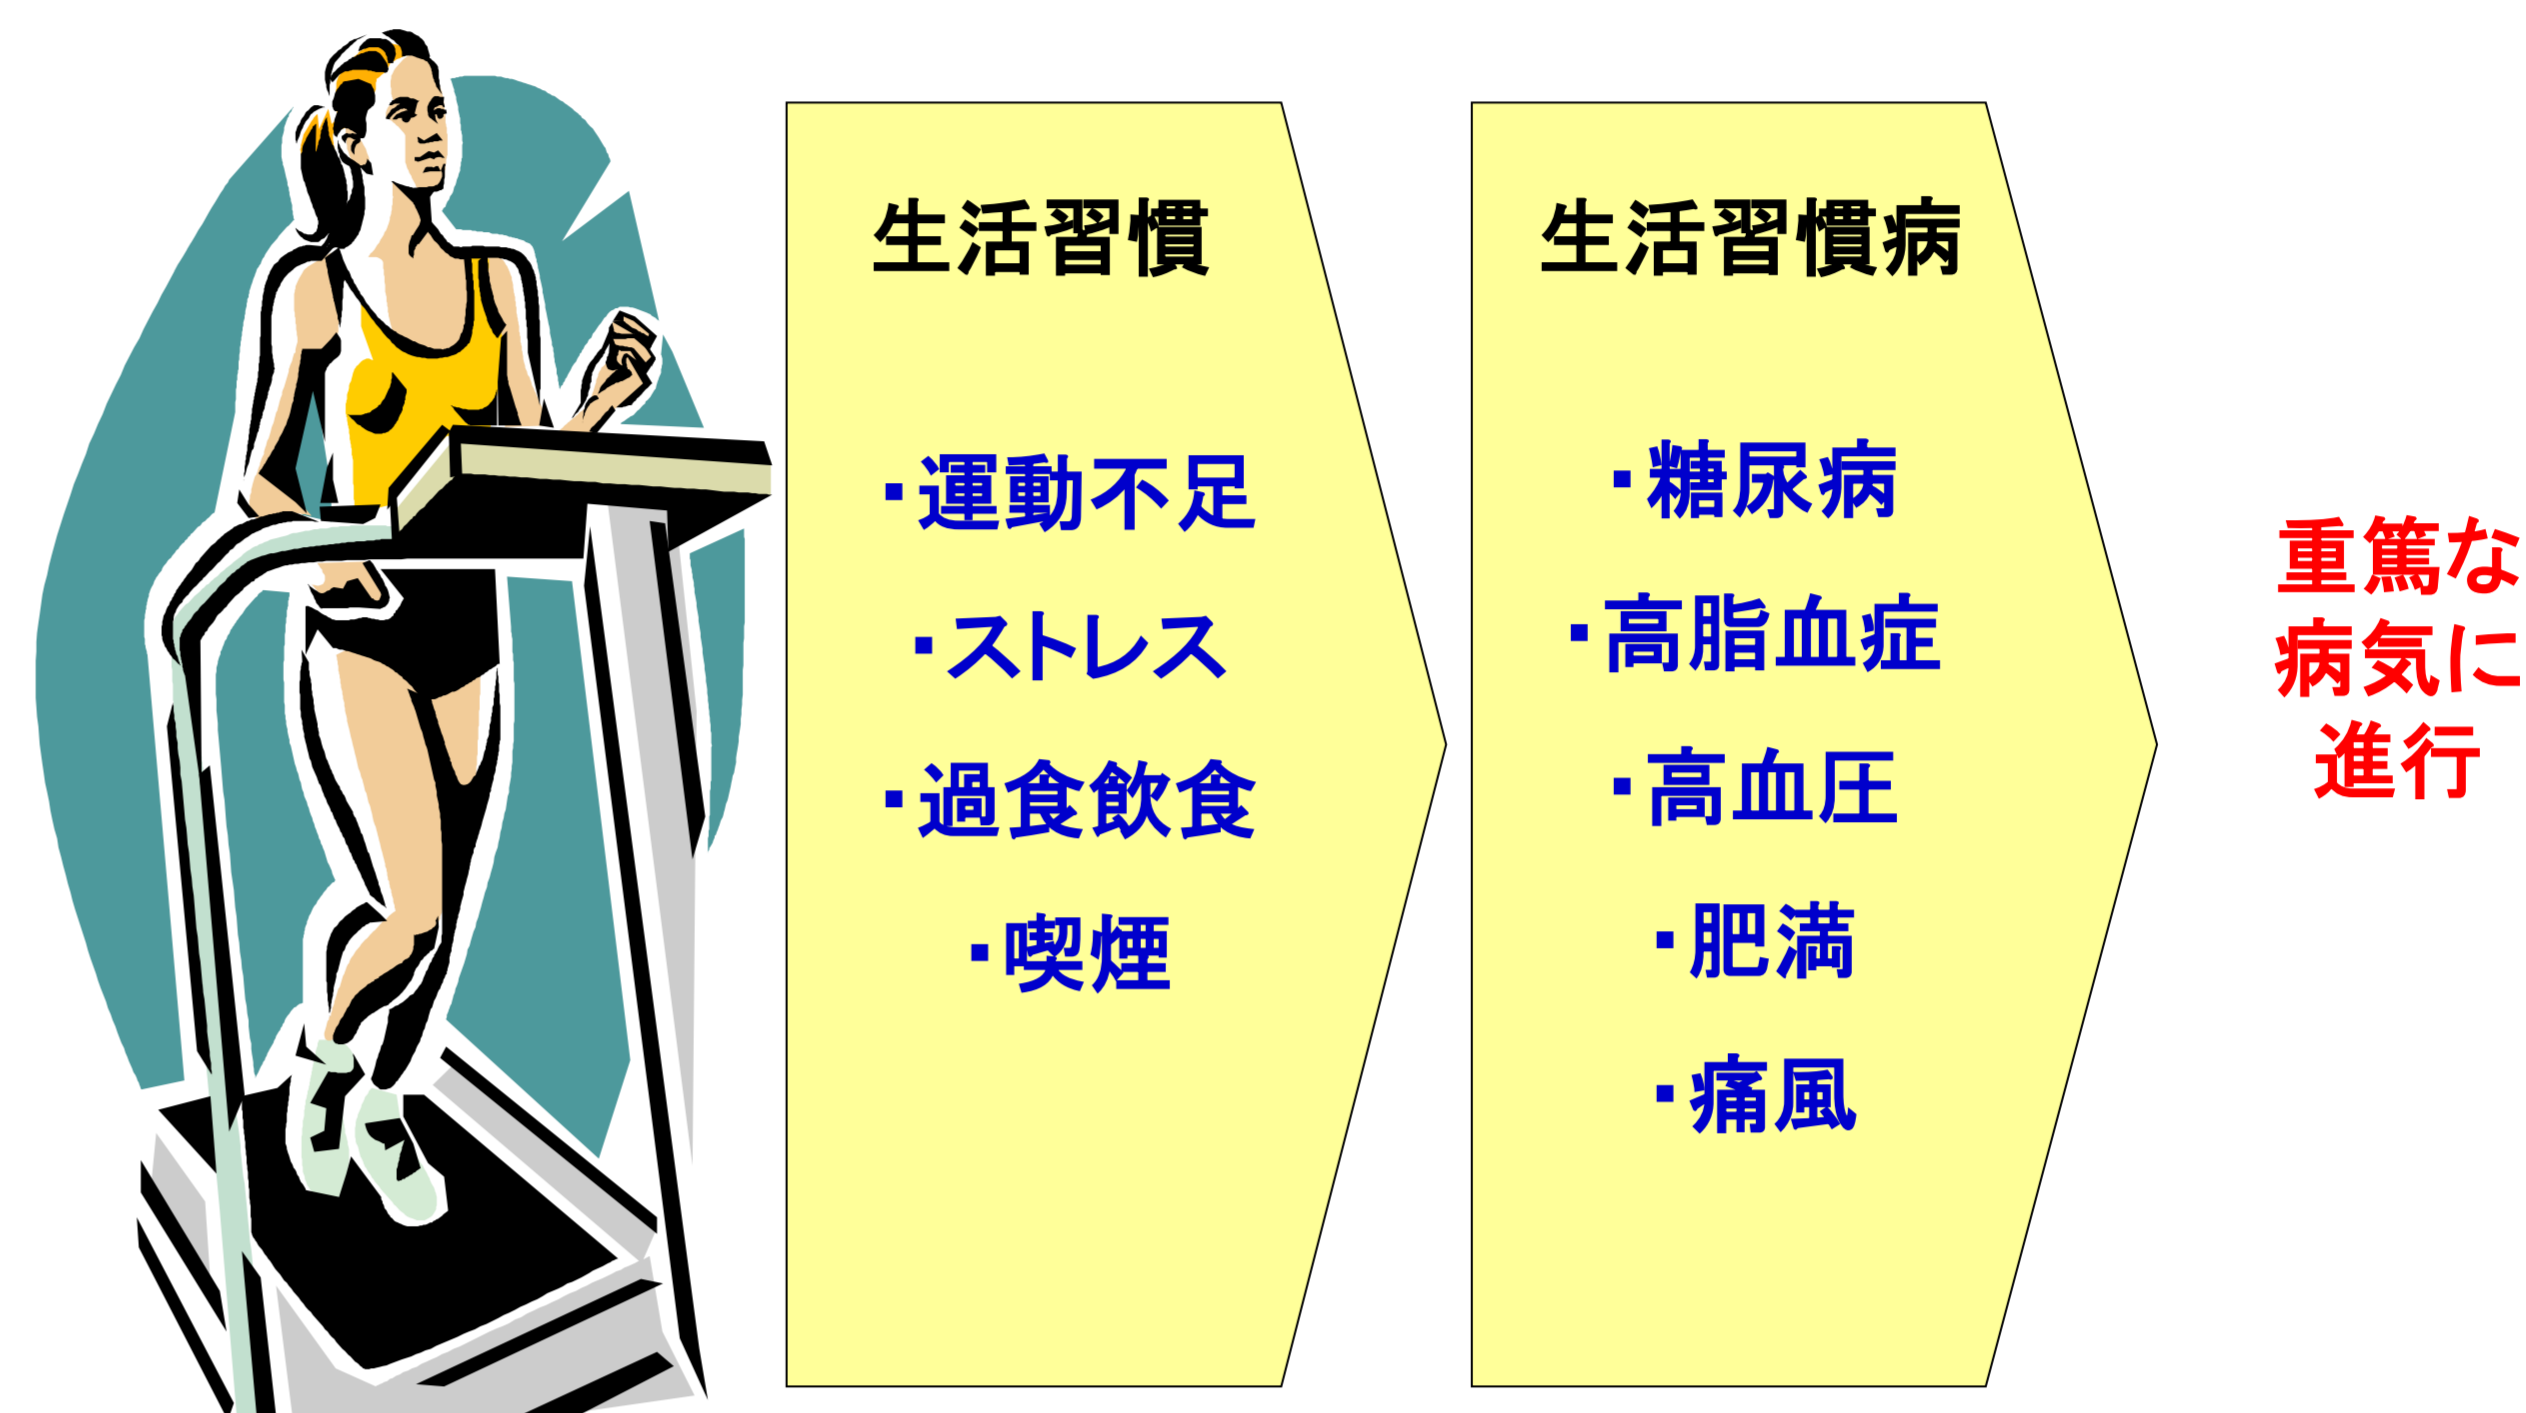 生活習慣
・運動不足
・ストレス
・過食飲食
・喫煙
生活習慣病
・糖尿病
・高脂血症
・高血圧
・肥満
・痛風
重篤な
病気に
進行